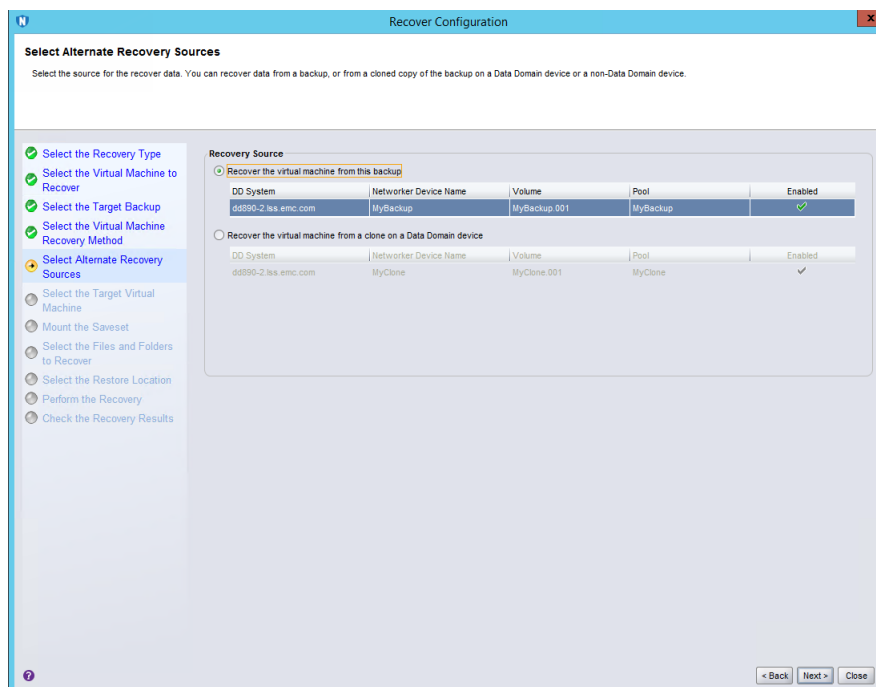 Recover Configuration
x
Select Alternate Recovery Sources
Select the source for the recover data. You can recover data from a backup, or from a cloned copy of the backup on a Data Domain device or a non-Data Domain device.
Select the Recovery Type
Select the Virtual Machine to
Recover
Select the Target Backup
Select the Virtual Machine
Recovery Method
Select Alternate Recovery
Sources
Select the Target Virtual
Machine
Mount the Saveset
Select the Files and Folders
to Recover
Select the Restore Location
Perform the Recovery
Check the Recovery Results
Recovery Source
Recover the virtual machine from this backup
DD System Networker Device Name Volume Pool Enabled
dd890-2.lss.emc.com MyBackup MyBackup.001 MyBackup
Recover the virtual machine from a clone on a Data Domain device
DD System Networker Device Name Volume Pool Enabled
dd890-2.lss.emc.com MyClone MyClone.001 MyClone
? < Back Next > Close